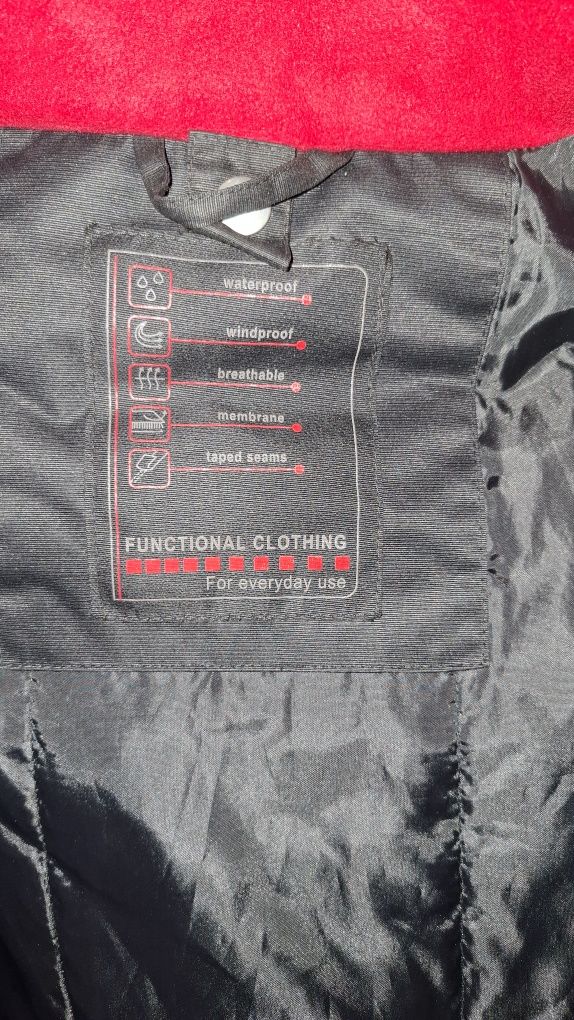 waterproof
windproof
breathable
membrane
taped seams
FUNCTIONAL CLOTHING
For everyday use